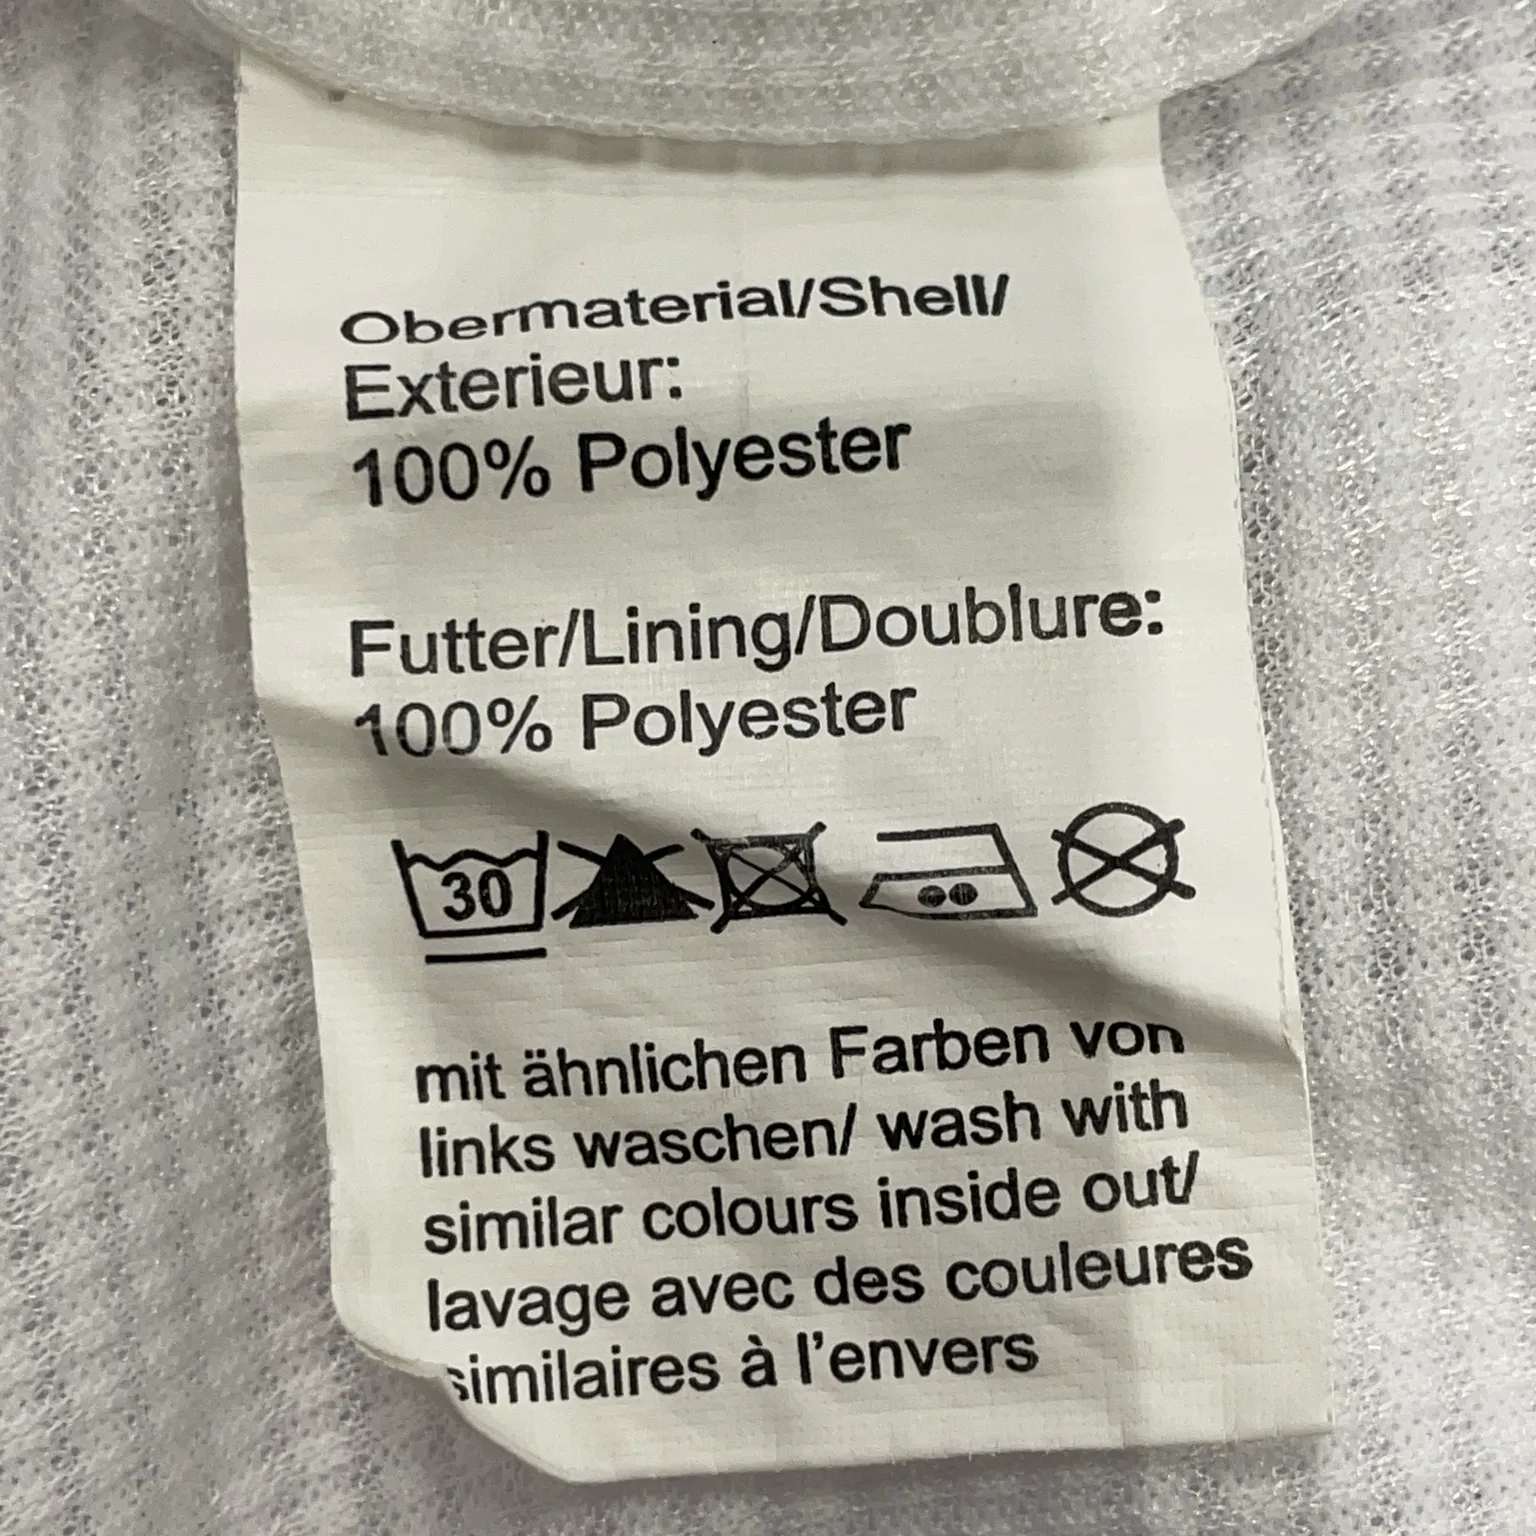 Obermaterial/Shell/
Exterieur:
100% Polyester
Futter/Lining/Doublure:
100% Polyester
30
mit ähnlichen Farben von
links waschen/ wash with
similar colours inside out/
lavage avec des couleures
similaires à l'envers